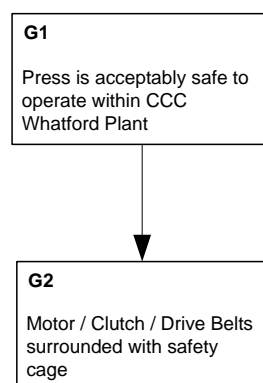 G1
Press is acceptably safe to
operate within CCC
Whatford Plant
G2
Motor / Clutch / Drive Belts
surrounded with safety
cage